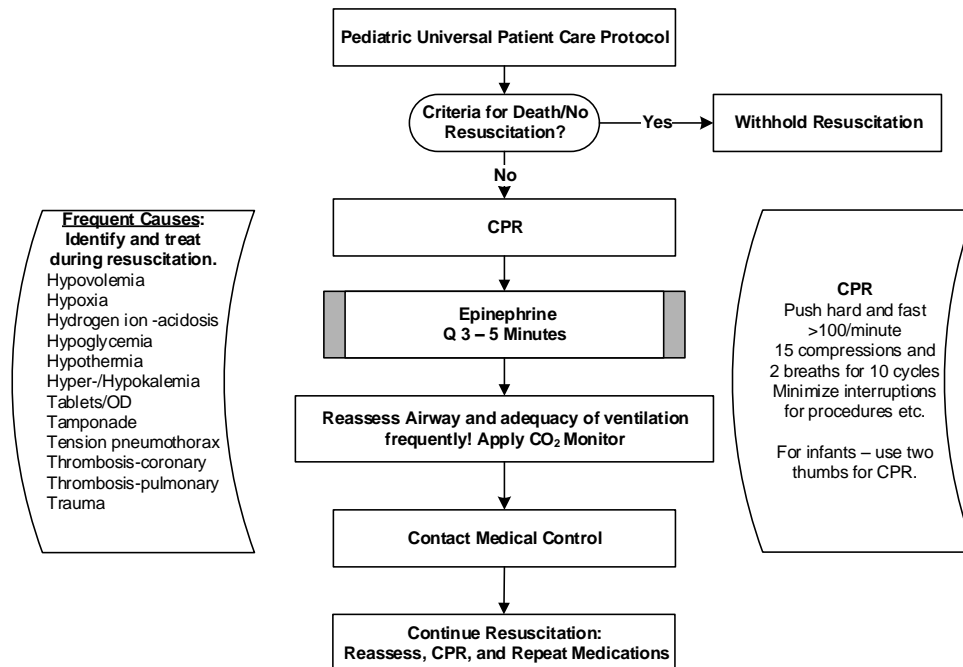 Pediatric Universal Patient Care Protocol
Criteria for Death/No
Resuscitation?
Yes
Withhold Resuscitation
No
CPR
Epinephrine
Q 3 – 5 Minutes
Reassess Airway and adequacy of ventilation
frequently! Apply CO₂ Monitor
Contact Medical Control
Continue Resuscitation:
Reassess, CPR, and Repeat Medications
Frequent Causes:
Identify and treat
during resuscitation.
Hypovolemia
Hypoxia
Hydrogen ion -acidosis
Hypoglycemia
Hypothermia
Hyper-/Hypokalemia
Tablets/OD
Tamponade
Tension pneumothorax
Thrombosis-coronary
Thrombosis-pulmonary
Trauma
CPR
Push hard and fast
>100/minute
15 compressions and
2 breaths for 10 cycles
Minimize interruptions
for procedures etc.
For infants – use two
thumbs for CPR.